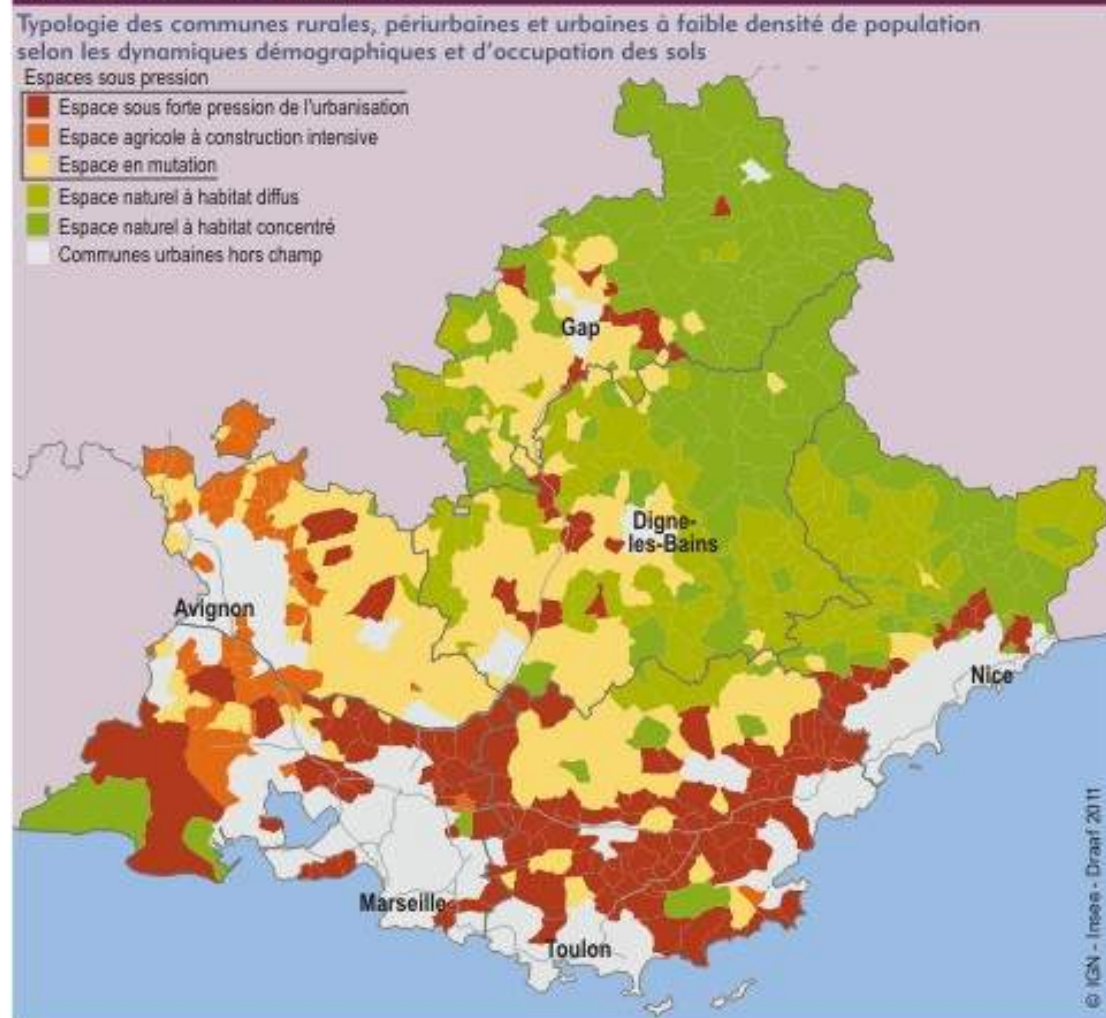 Typologie des communes rurales, périurbaines et urbaines à faible densité de population
selon les dynamiques démographiques et d'occupation des sols
Espaces sous pression
Espace sous forte pression de l'urbanisation
Espace agricole à construction intensive
Espace en mutation
Espace naturel à habitat diffus
Espace naturel à habitat concentré
Communes urbaines hors champ
Gap
Digne-
les-Bains
Avignon
Nice
Marseille
Toulon
© IGN - Insee - Draaf 2011